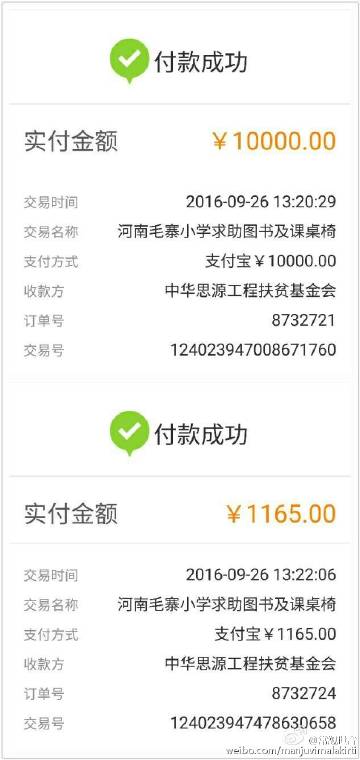 付款成功
实付金额 ￥10000.00
交易时间 2016-09-26 13:20:29
交易名称 河南毛寨小学求助图书及课桌椅
支付方式 支付宝￥10000.00
收款方 中华思源工程扶贫基金会
订单号 8732721
交易号 124023947008671760
付款成功
实付金额 ￥1165.00
交易时间 2016-09-26 13:22:06
交易名称 河南毛寨小学求助图书及课桌椅
支付方式 支付宝￥1165.00
收款方 中华思源工程扶贫基金会
订单号 8732724
交易号 124023947478630658
weibo.com/manjuvimalakirti